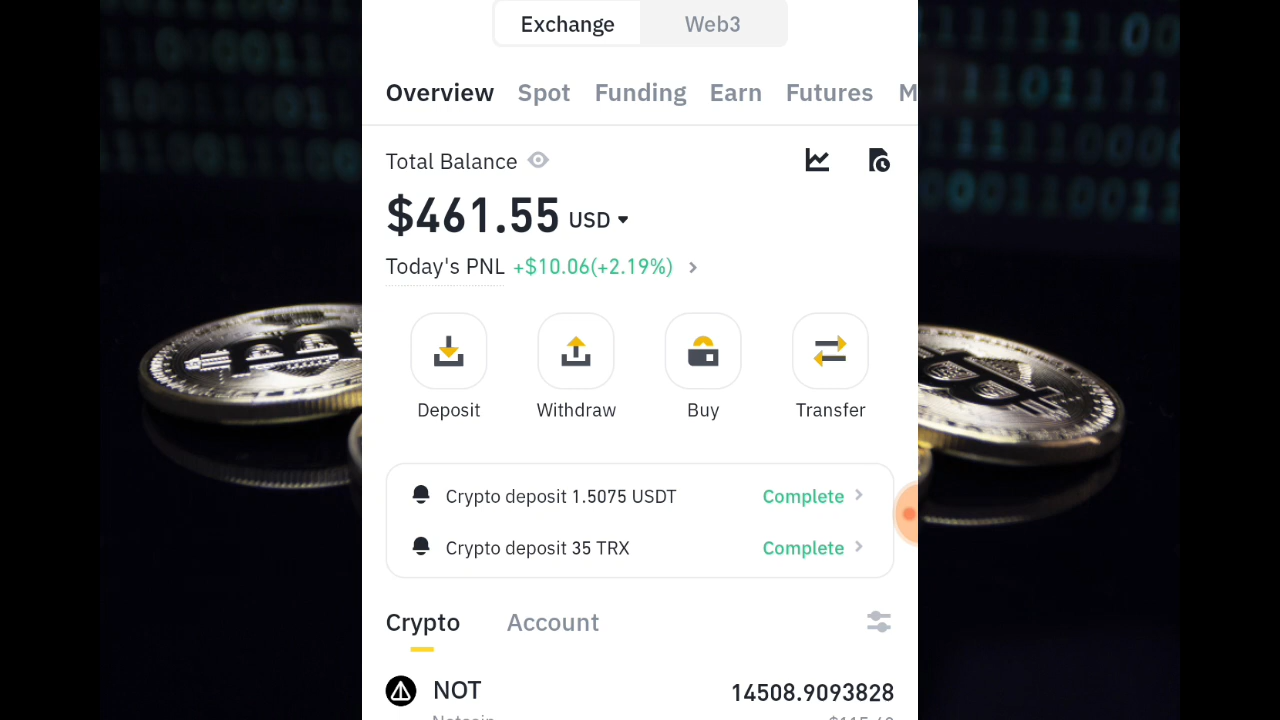 Exchange Web3
Overview Spot Funding Earn Futures M
Total Balance
$461.55 USD
Today's PNL +$10.06(+2.19%)
Deposit Withdraw Buy Transfer
Crypto deposit 1.5075 USDT Complete
Crypto deposit 35 TRX Complete
Crypto Account
NOT 14508.9093828
Notcoin